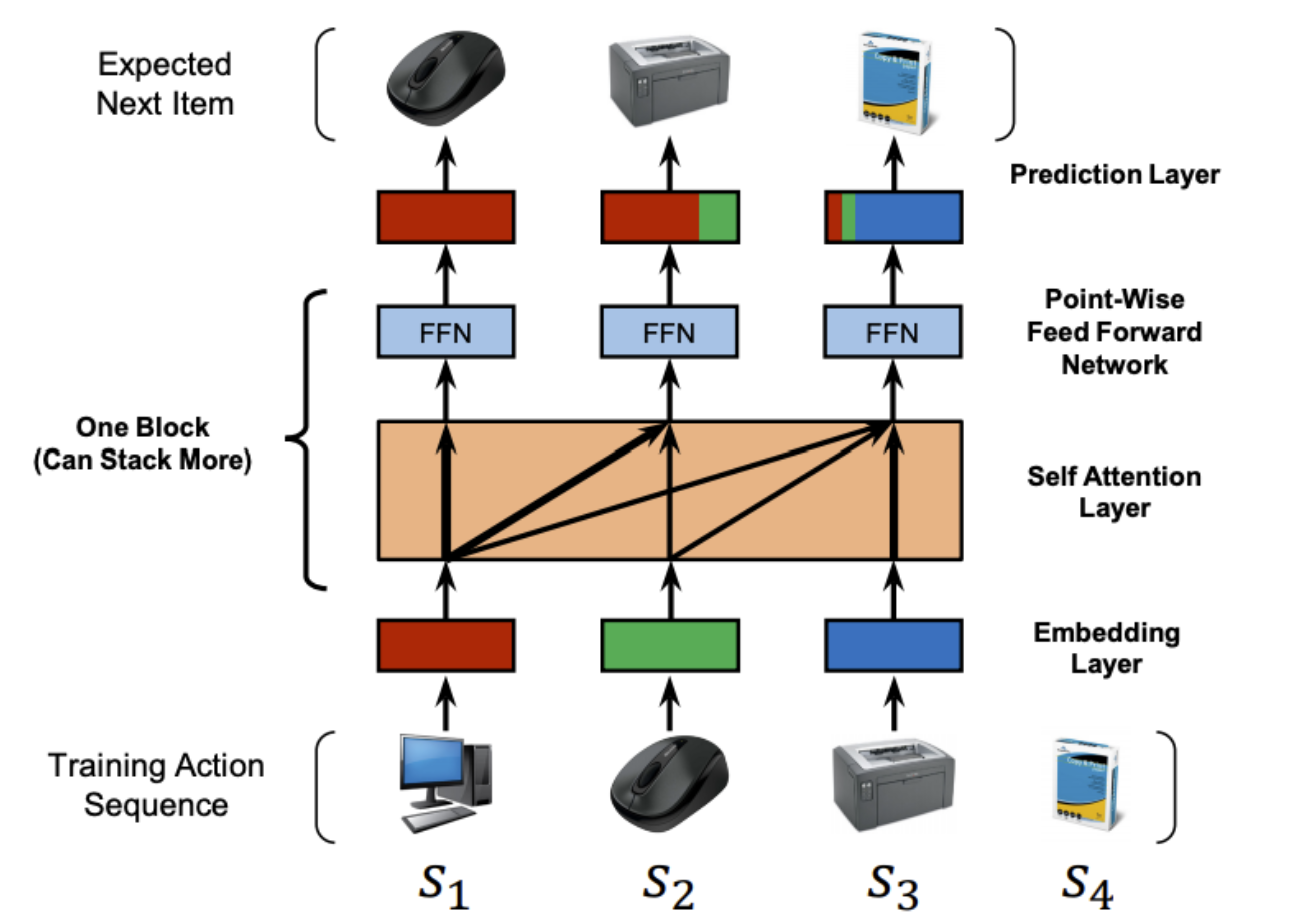 Expected
Next Item
Prediction Layer
FFN
FFN
FFN
Point-Wise
Feed Forward
Network
One Block
(Can Stack More)
Self Attention
Layer
Embedding
Layer
Training Action
Sequence
S1
S2
S3
S4